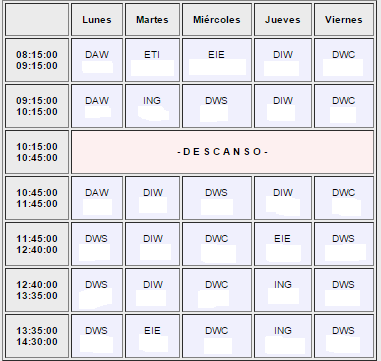 Lunes Martes Miércoles Jueves Viernes
08:15:00 DAW ETI EIE DIW DWC
09:15:00
09:15:00 DAW ING DWS DIW DWC
10:15:00
10:15:00 - D E S C A N S O -
10:45:00
10:45:00 DAW DIW DWS DIW DWC
11:45:00
11:45:00 DWS DIW DWC EIE DWS
12:40:00
12:40:00 DWS DIW DWC ING DWS
13:35:00
13:35:00 DWS EIE DWC ING DWS
14:30:00